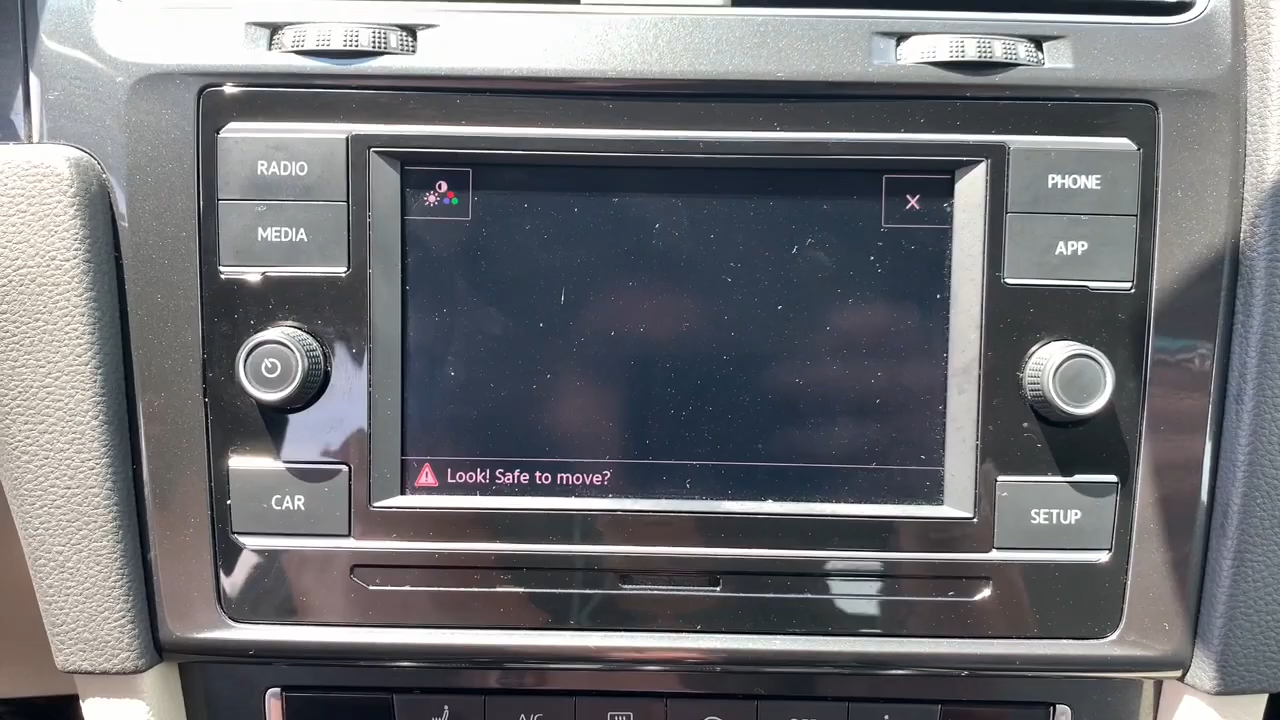 RADIO
PHONE
MEDIA
APP
Look! Safe to move?
CAR
SETUP
A/C